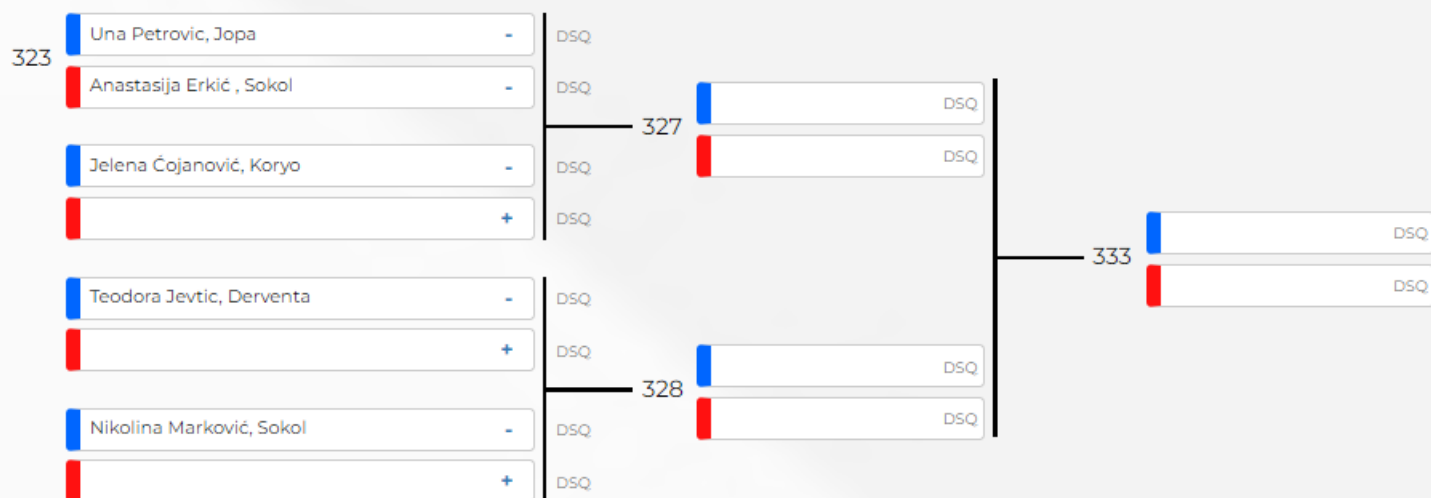 323
Una Petrovic, Jopa - DSQ
Anastasija Erkić , Sokol - DSQ
Jelena Ćojanović, Koryo - DSQ
+ DSQ
Teodora Jevtic, Derventa - DSQ
+ DSQ
Nikolina Marković, Sokol - DSQ
+ DSQ
327
DSQ
DSQ
328
DSQ
DSQ
333
DSQ
DSQ